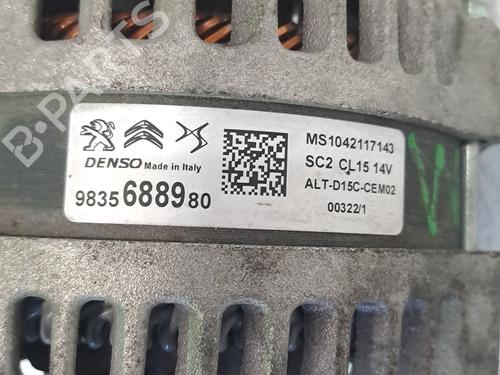 B-PARTS
DENSO Made in Italy
9835688980
MS1042117143
SC2 CL15 14V
ALT-D15C-CEM02
00322/1